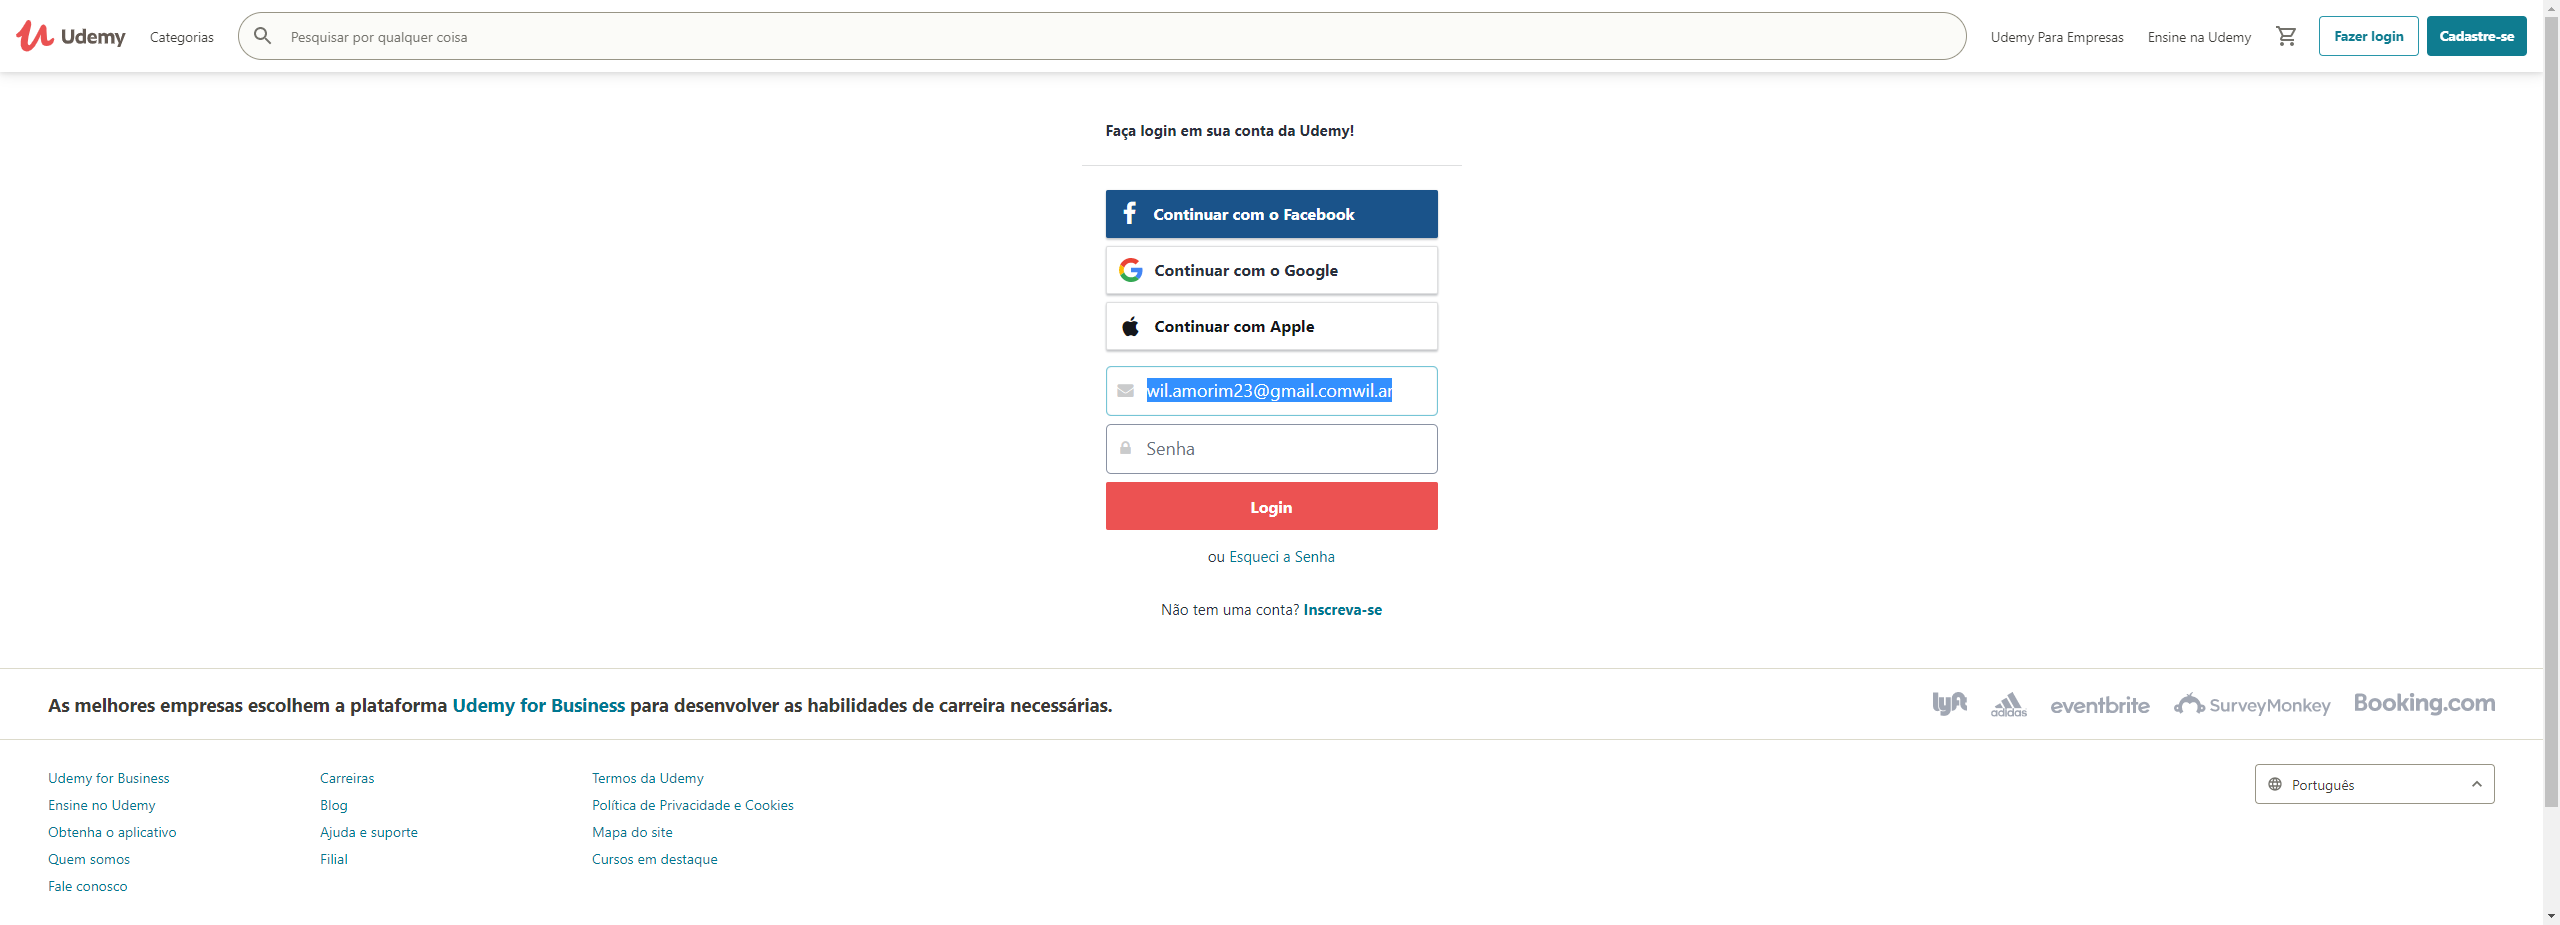 Udemy
Categorias
Pesquisar por qualquer coisa
Udemy Para Empresas
Ensine na Udemy
Fazer login
Cadastre-se
Faça login em sua conta da Udemy!
Continuar com o Facebook
Continuar com o Google
Continuar com Apple
wil.amorim23@gmail.comwil.ar
Senha
Login
ou Esqueci a Senha
Não tem uma conta? Inscreva-se
As melhores empresas escolhem a plataforma Udemy for Business para desenvolver as habilidades de carreira necessárias.
lyft
adidas
eventbrite
SurveyMonkey
Booking.com
Udemy for Business
Ensine no Udemy
Obtenha o aplicativo
Quem somos
Fale conosco
Carreiras
Blog
Ajuda e suporte
Filial
Termos da Udemy
Política de Privacidade e Cookies
Mapa do site
Cursos em destaque
Português